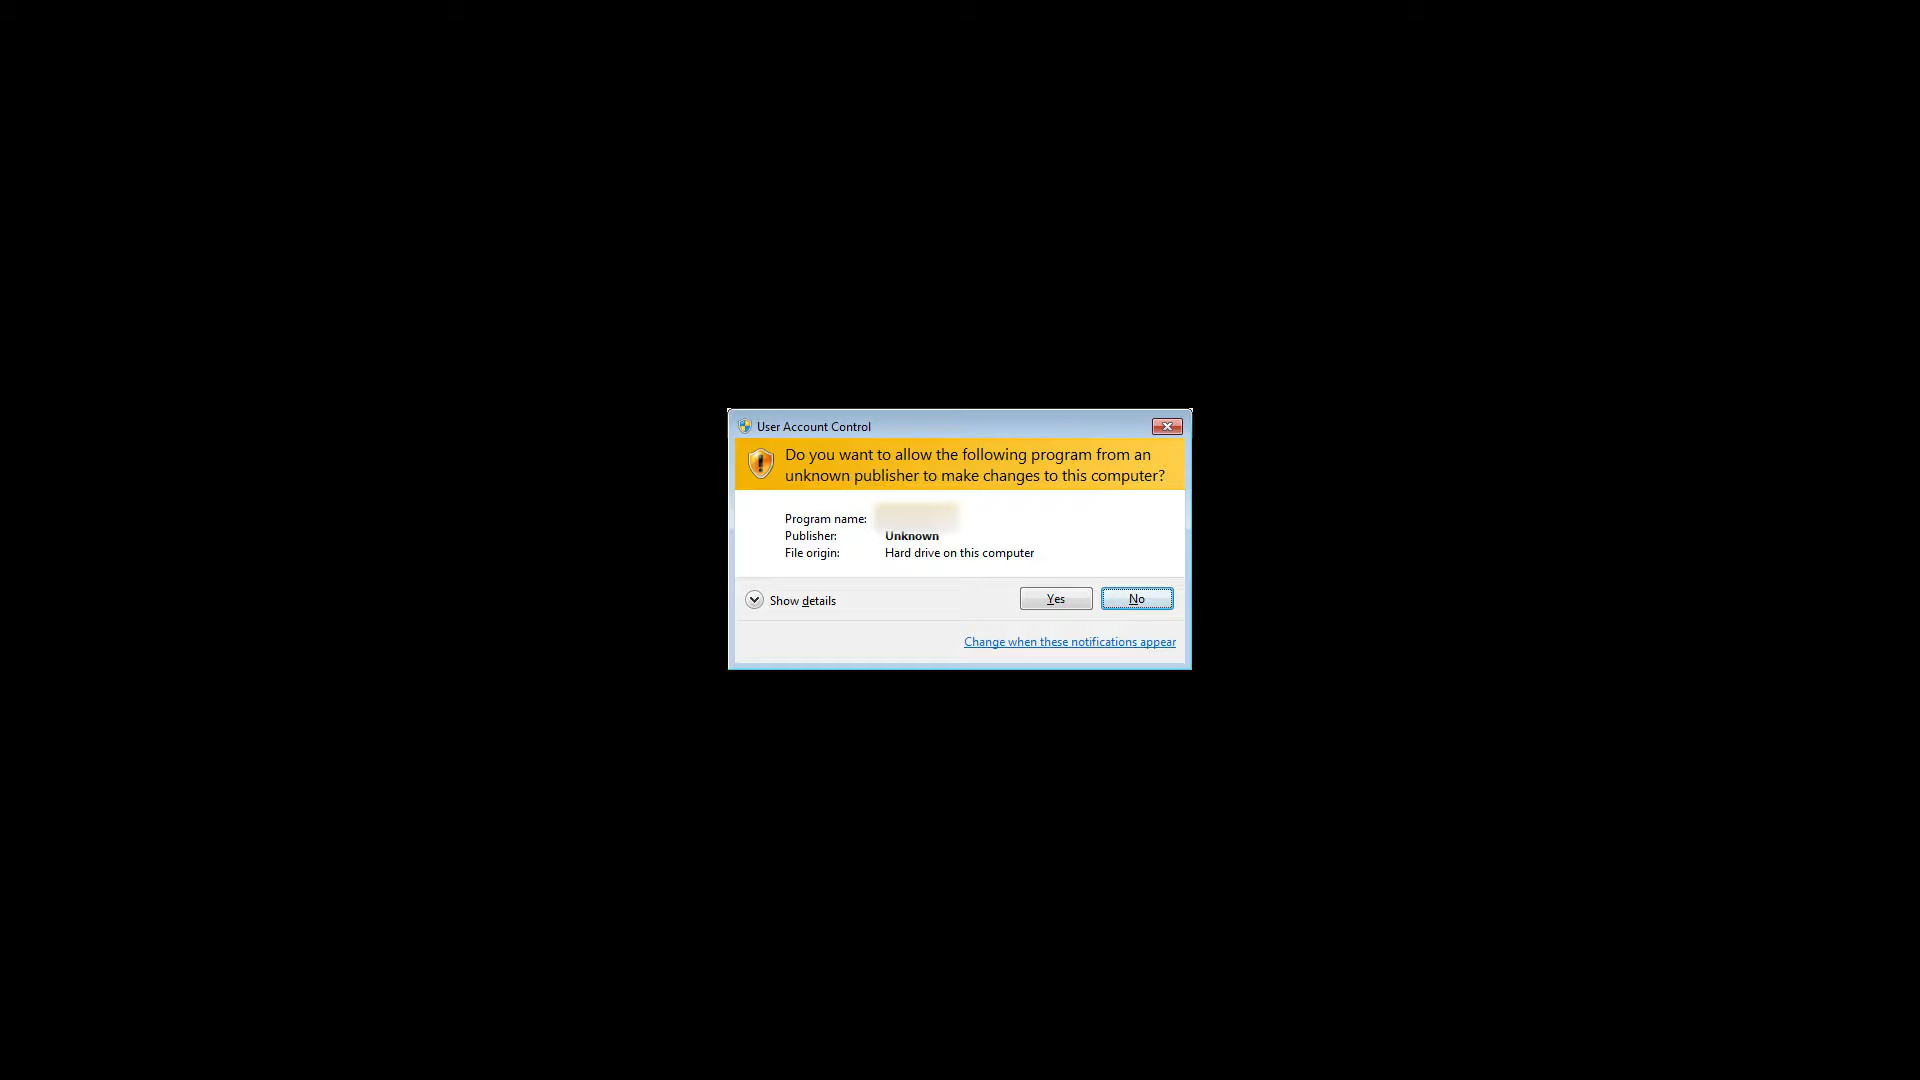 User Account Control
Do you want to allow the following program from an
unknown publisher to make changes to this computer?
Program name:
Publisher: Unknown
File origin: Hard drive on this computer
Show details
Yes
No
Change when these notifications appear